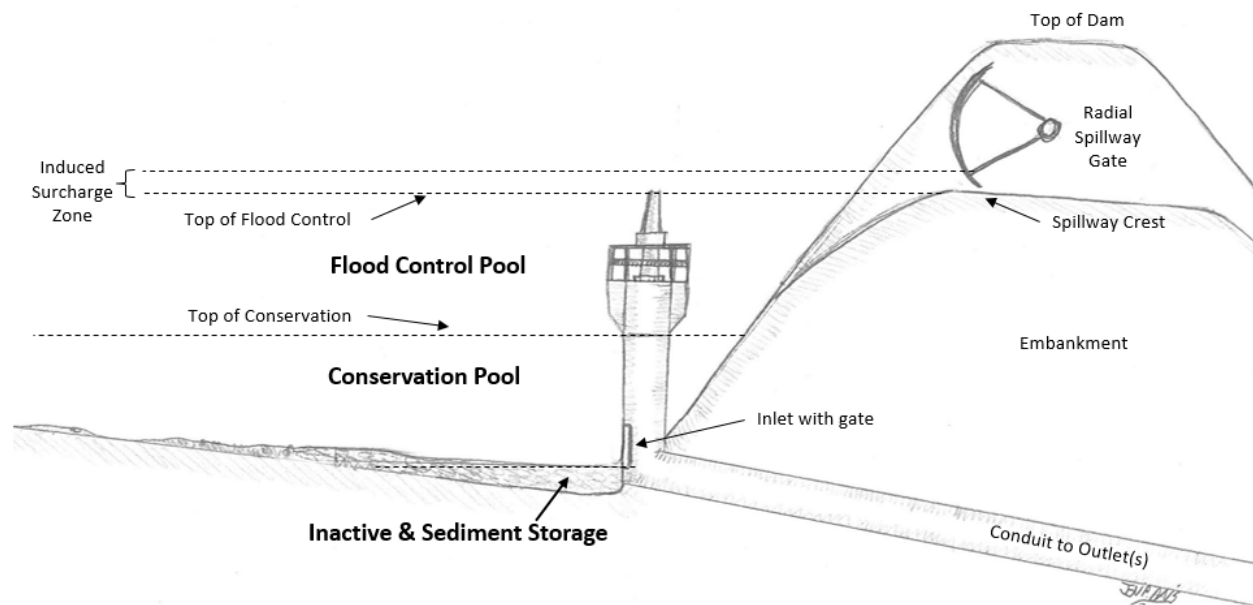 Top of Dam
Radial
Spillway
Gate
Induced
Surcharge
Zone
Top of Flood Control
Spillway Crest
Flood Control Pool
Top of Conservation
Embankment
Conservation Pool
Inlet with gate
Inactive & Sediment Storage
Conduit to Outlet(s)